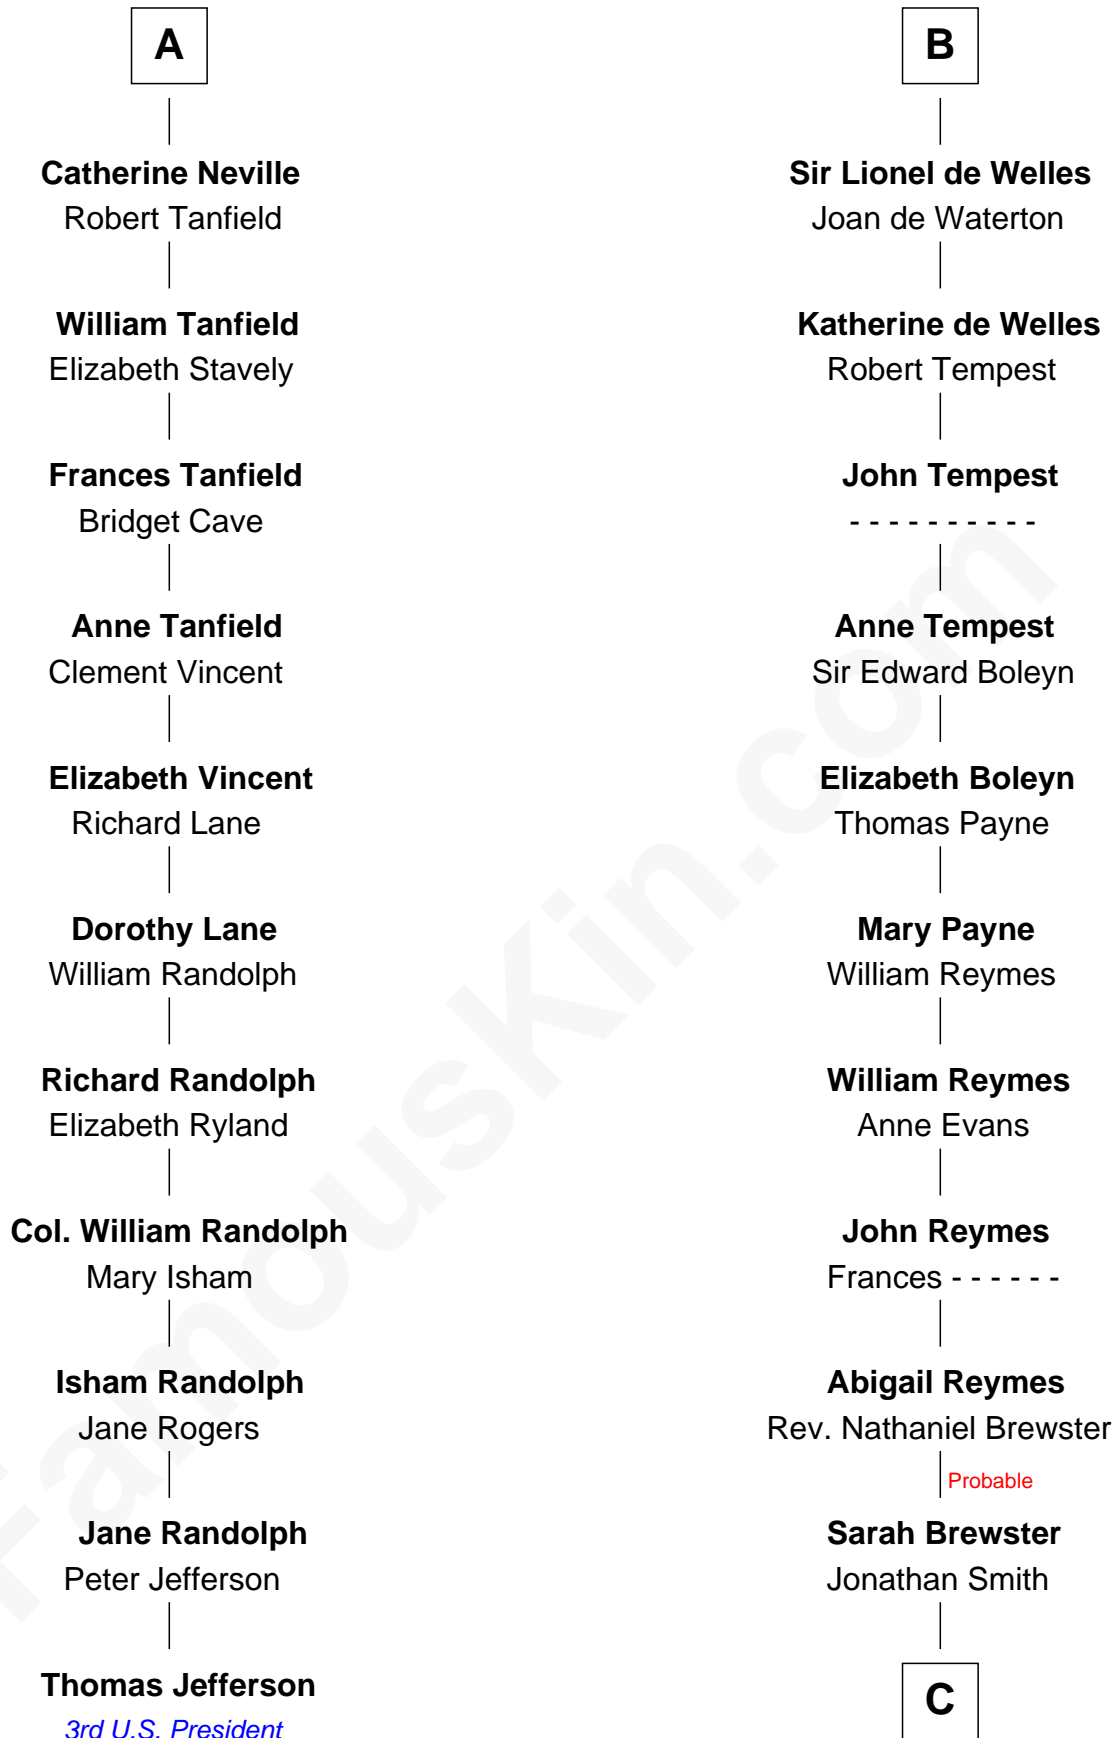 A
Catherine Neville
Robert Tanfield
William Tanfield
Elizabeth Stavely
Frances Tanfield
Bridget Cave
Anne Tanfield
Clement Vincent
Elizabeth Vincent
Richard Lane
Dorothy Lane
William Randolph
Richard Randolph
Elizabeth Ryland
Col. William Randolph
Mary Isham
Isham Randolph
Jane Rogers
Jane Randolph
Peter Jefferson
Thomas Jefferson
3rd U.S. President
B
Sir Lionel de Welles
Joan de Waterton
Katherine de Welles
Robert Tempest
John Tempest
- - - - - - - - - -
Anne Tempest
Sir Edward Boleyn
Elizabeth Boleyn
Thomas Payne
Mary Payne
William Reymes
William Reymes
Anne Evans
John Reymes
Frances - - - - - -
Abigail Reymes
Rev. Nathaniel Brewster
Probable
Sarah Brewster
Jonathan Smith
C
FamousKin.com